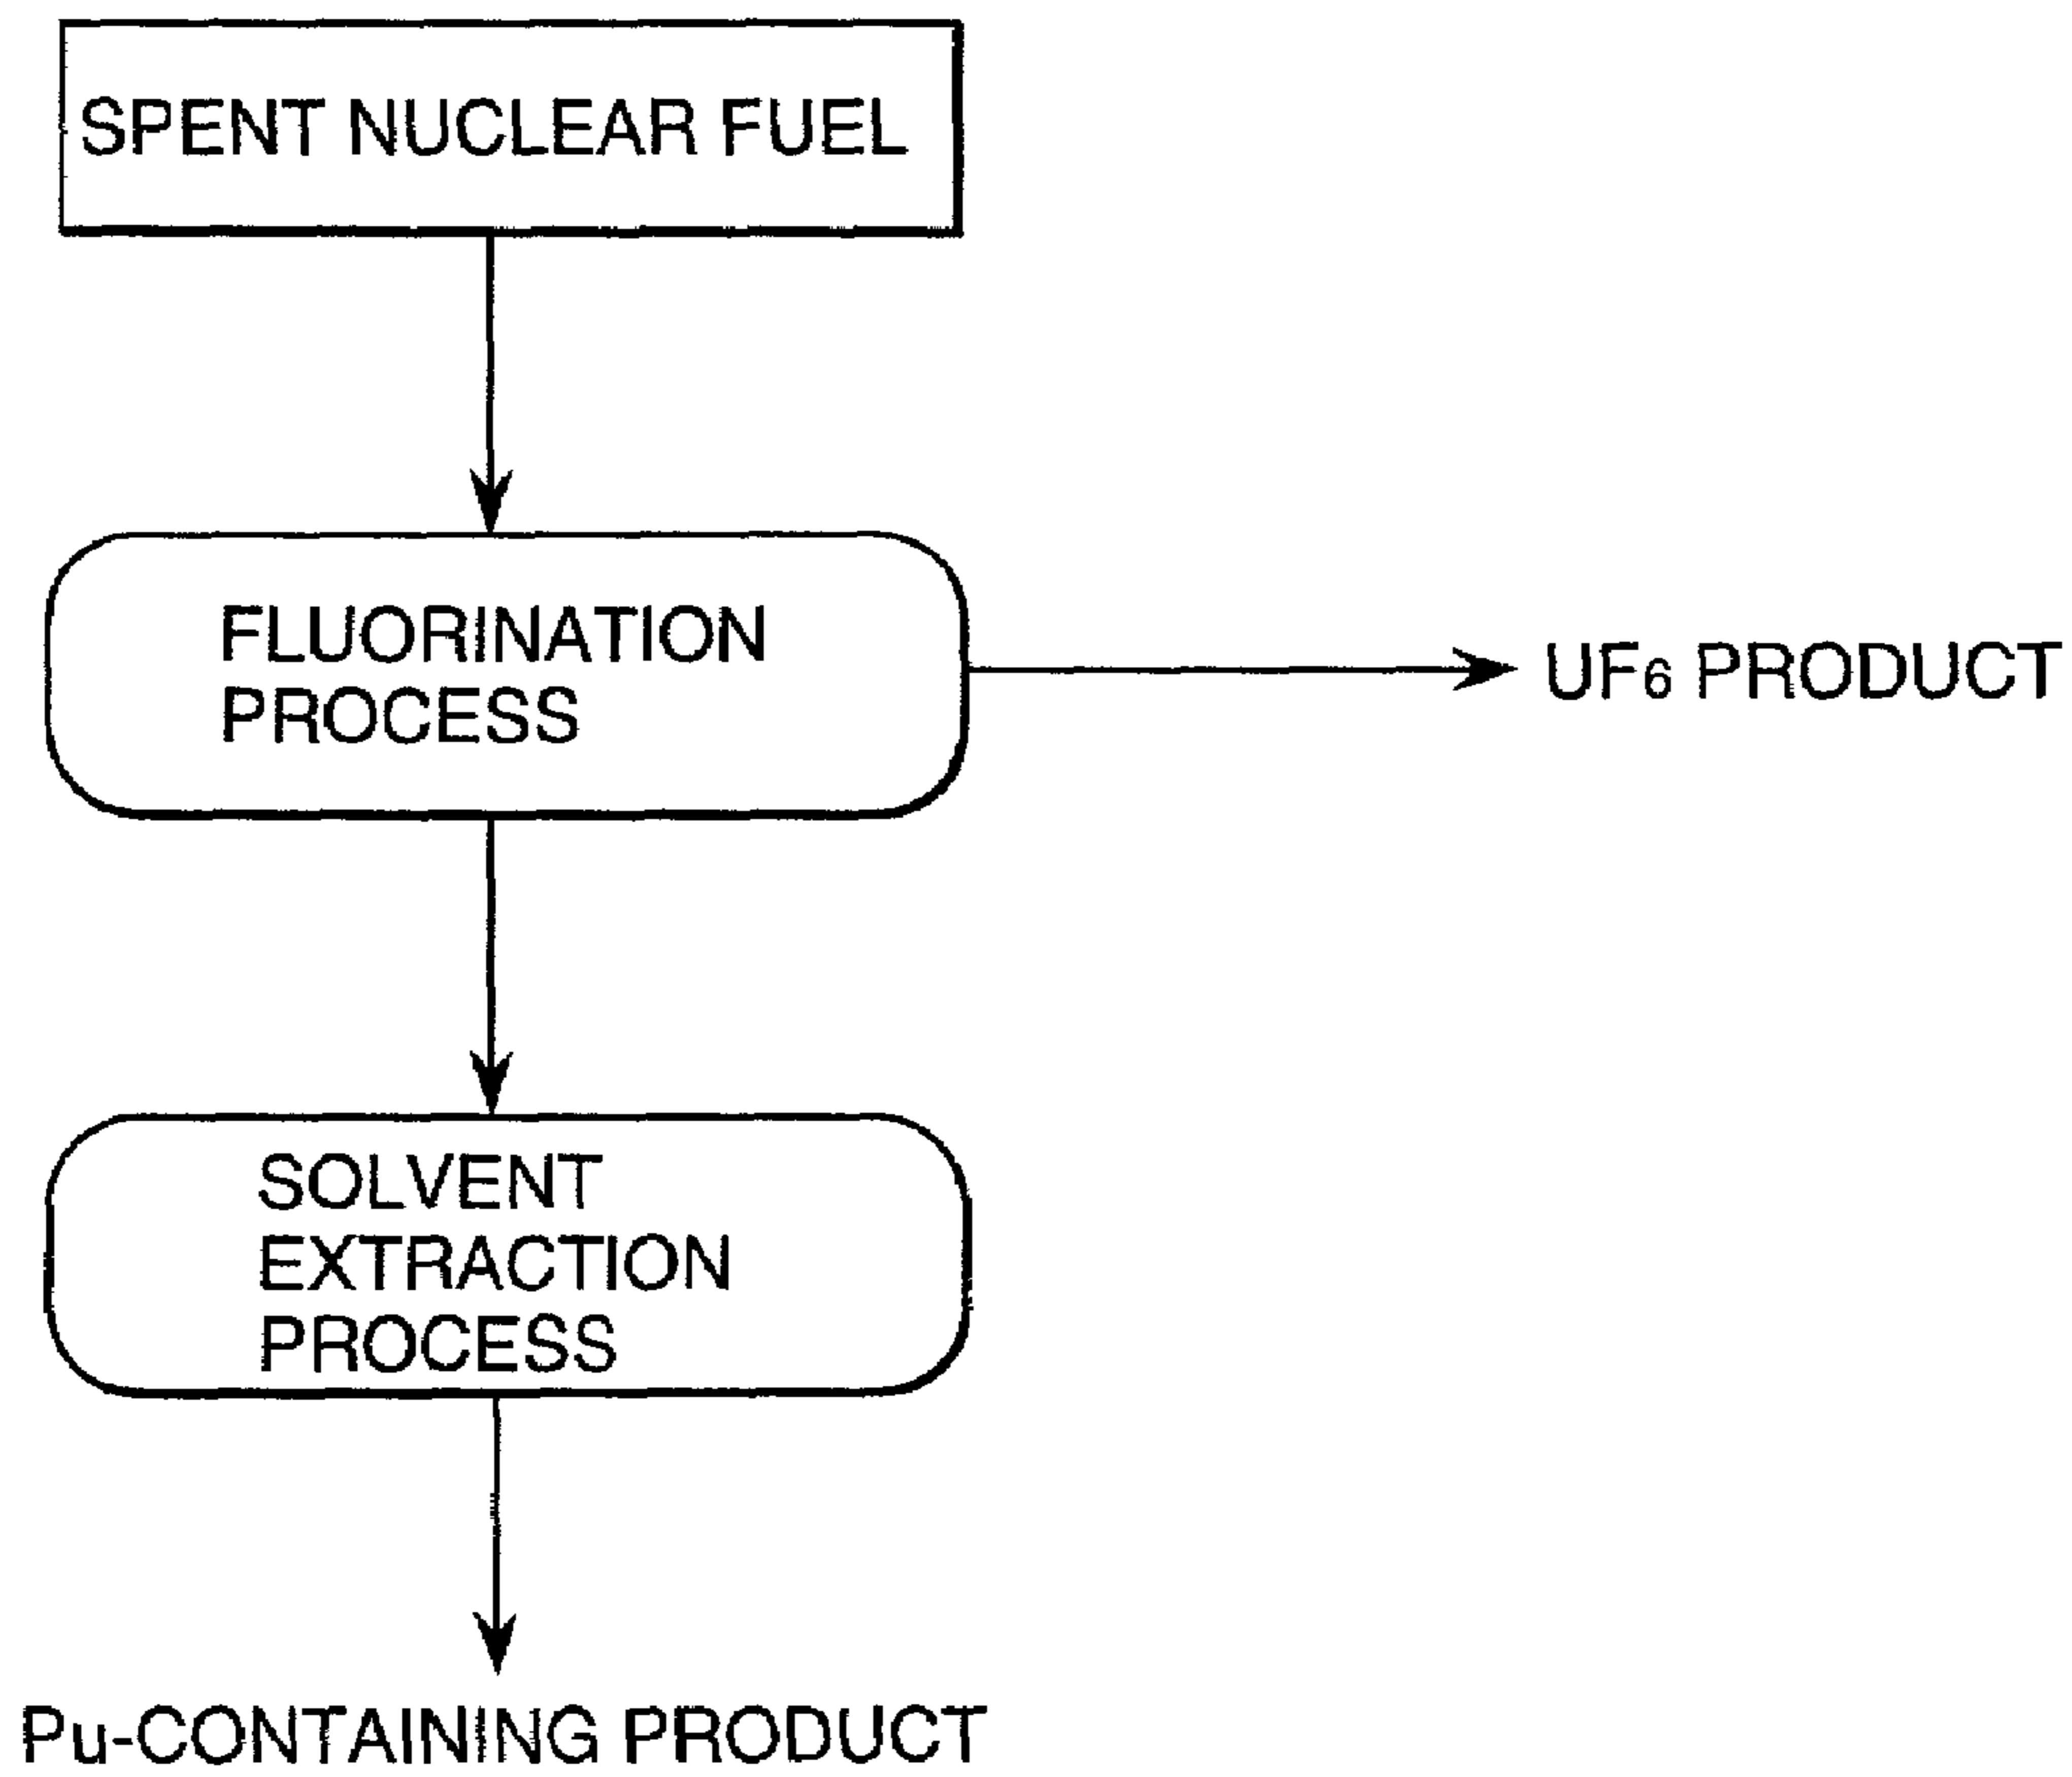 SPENT NUCLEAR FUEL
FLUORINATION
PROCESS
UF₆ PRODUCT
SOLVENT
EXTRACTION
PROCESS
Pu-CONTAINING PRODUCT